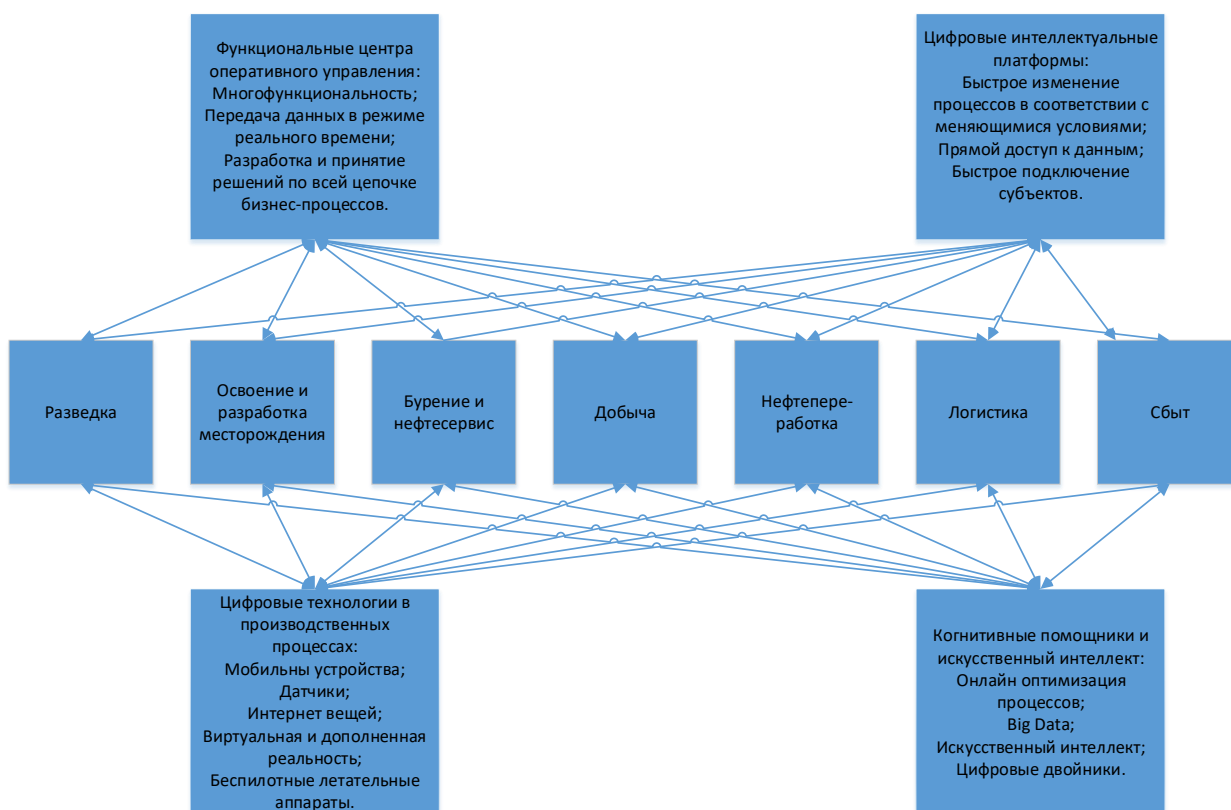 Функциональные центра
оперативного управления:
Многофункциональность;
Передача данных в режиме
реального времени;
Разработка и принятие
решений по всей цепочке
бизнес-процессов.
Цифровые интеллектуальные
платформы:
Быстрое изменение
процессов в соответствии с
меняющимися условиями;
Прямой доступ к данным;
Быстрое подключение
субъектов.
Разведка
Освоение и
разработка
месторождения
Бурение и
нефтесервис
Добыча
Нефтепере-
работка
Логистика
Сбыт
Цифровые технологии в
производственных
процессах:
Мобильны устройства;
Датчики;
Интернет вещей;
Виртуальная и дополненная
реальность;
Беспилотные летательные
аппараты.
Когнитивные помощники и
искусственный интеллект:
Онлайн оптимизация
процессов;
Big Data;
Искусственный интеллект;
Цифровые двойники.